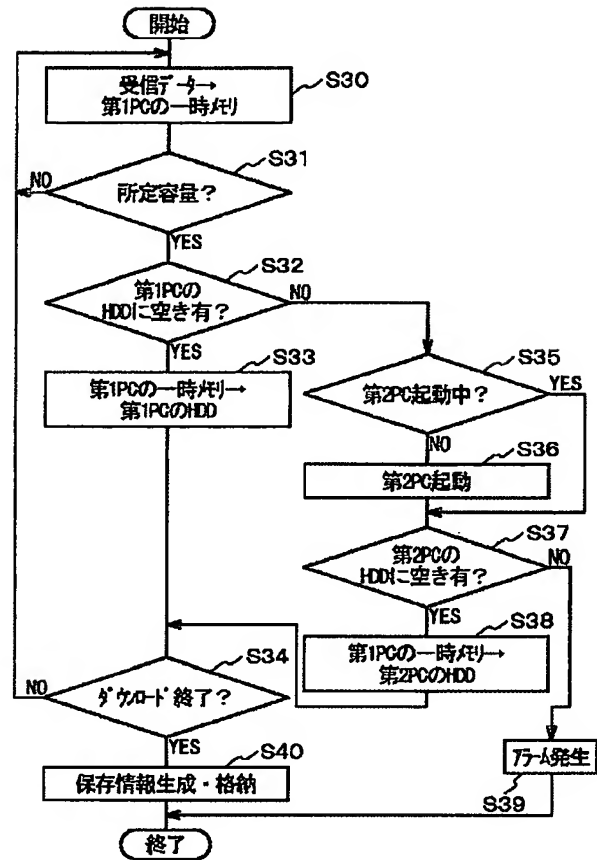 開始
受信データ→
第1PCの一時メモリ
S30
S31
NO
所定容量?
YES
S32
第1PCの
HDDに空き有?
NO
YES
S33
第1PCの一時メモリ→
第1PCのHDD
S35
第2PC起動中?
YES
NO
S36
第2PC起動
S37
第2PCの
HDDに空き有?
NO
YES
S38
第1PCの一時メモリ→
第2PCのHDD
S34
NO
ダウンロード終了?
YES
S40
保存情報生成・格納
アラーム発生
S39
終了